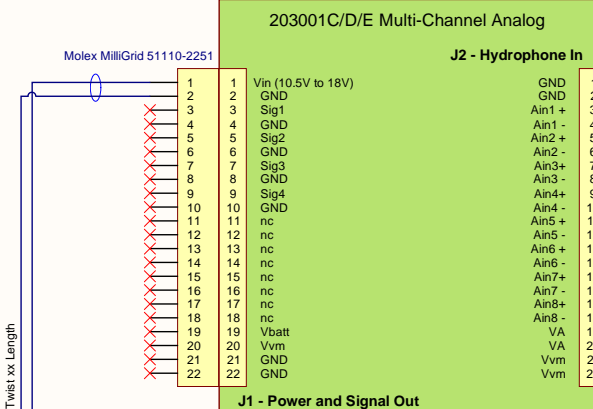 203001C/D/E Multi-Channel Analog
Molex MilliGrid 51110-2251
J2 - Hydrophone In
1 1 Vin (10.5V to 18V) GND
2 2 GND GND
3 3 Sig1 Ain1 +
4 4 GND Ain1 -
5 5 Sig2 Ain2 +
6 6 GND Ain2 -
7 7 Sig3 Ain3+
8 8 GND Ain3 -
9 9 Sig4 Ain4+
10 10 GND Ain4 -
11 11 nc Ain5 +
12 12 nc Ain5 -
13 13 nc Ain6 +
14 14 nc Ain6 -
15 15 nc Ain7+
16 16 nc Ain7 -
17 17 nc Ain8+
18 18 nc Ain8 -
19 19 Vbatt VA
20 20 Vvm VA
21 21 GND Vvm
22 22 GND Vvm
J1 - Power and Signal Out
Twist xx Length